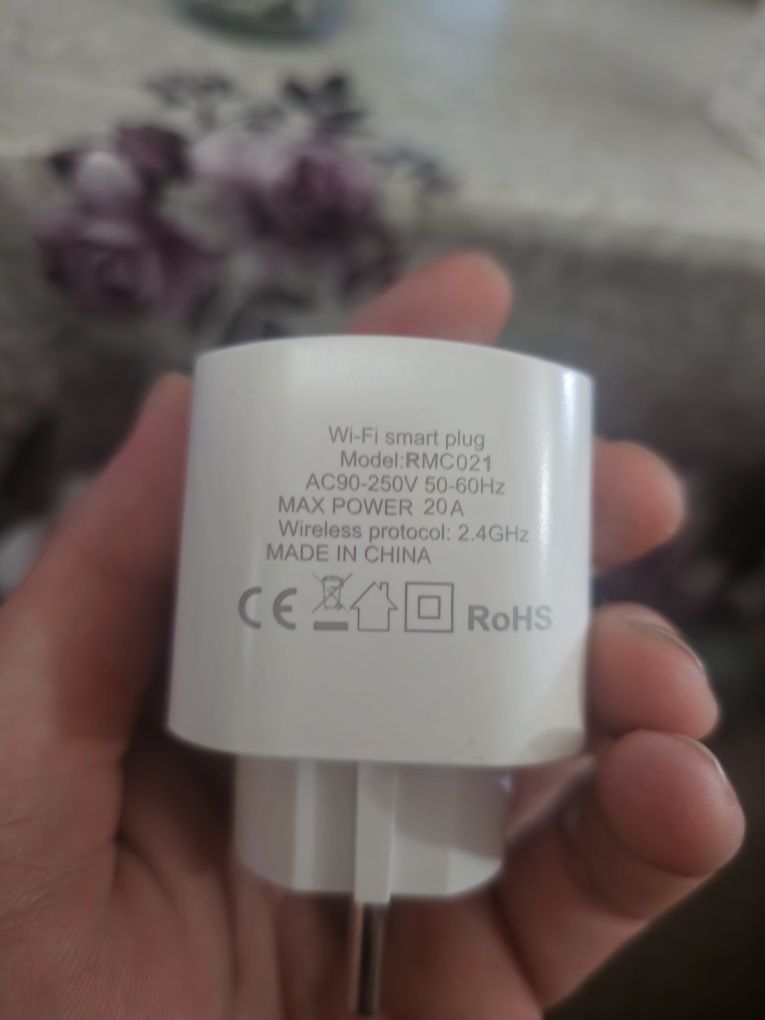 Wi-Fi smart plug
Model:RMC021
AC90-250V 50-60Hz
MAX POWER 20A
Wireless protocol: 2.4GHz
MADE IN CHINA
CE RoHS